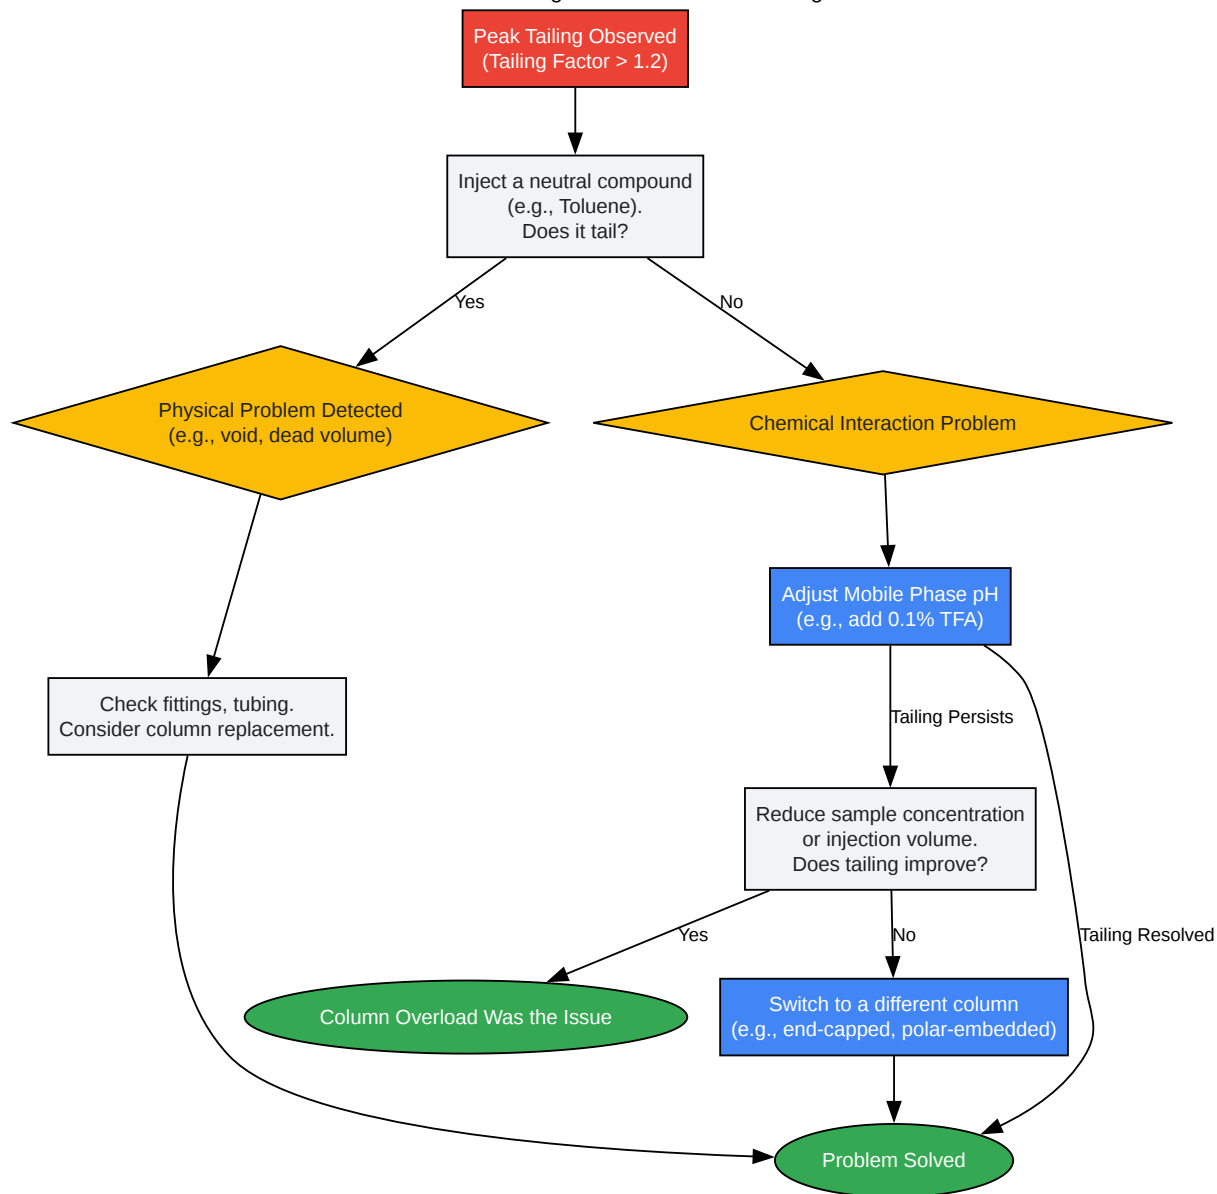 Peak Tailing Observed
(Tailing Factor > 1.2)
Inject a neutral compound
(e.g., Toluene).
Does it tail?
Yes
No
Physical Problem Detected
(e.g., void, dead volume)
Chemical Interaction Problem
Adjust Mobile Phase pH
(e.g., add 0.1% TFA)
Check fittings, tubing.
Consider column replacement.
Tailing Persists
Reduce sample concentration
or injection volume.
Does tailing improve?
Yes
No
Tailing Resolved
Column Overload Was the Issue
Switch to a different column
(e.g., end-capped, polar-embedded)
Problem Solved